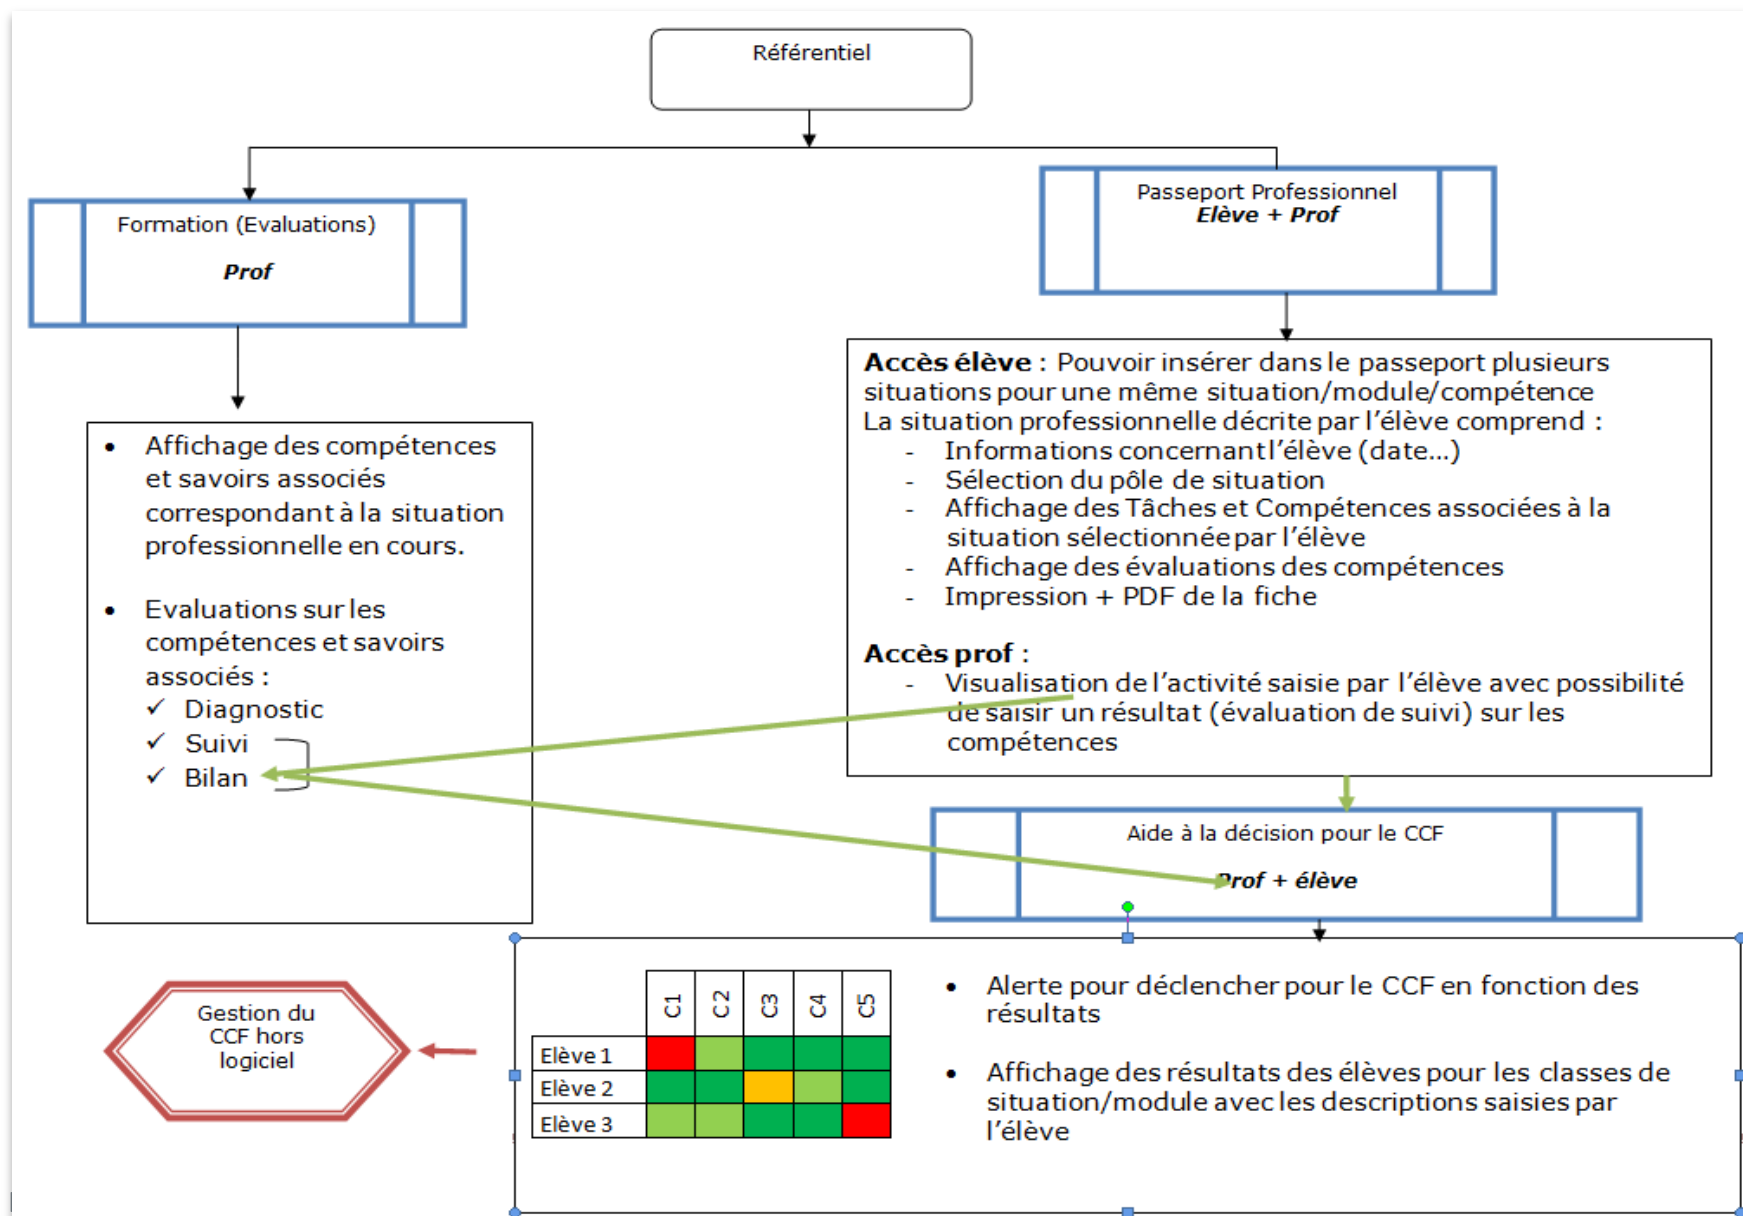 Référentiel
Formation (Evaluations)
Prof
Passeport Professionnel
Elève + Prof
• Affichage des compétences
et savoirs associés
correspondant à la situation
professionnelle en cours.
• Evaluations sur les
compétences et savoirs
associés :
✓ Diagnostic
✓ Suivi
✓ Bilan
Accès élève : Pouvoir insérer dans le passeport plusieurs
situations pour une même situation/module/compétence
La situation professionnelle décrite par l'élève comprend :
- Informations concernant l'élève (date...)
- Sélection du pôle de situation
- Affichage des Tâches et Compétences associées à la
situation sélectionnée par l'élève
- Affichage des évaluations des compétences
- Impression + PDF de la fiche
Accès prof :
- Visualisation de l'activité saisie par l'élève avec possibilité
de saisir un résultat (évaluation de suivi) sur les
compétences
Aide à la décision pour le CCF
Prof + élève
Gestion du
CCF hors
logiciel
C1 C2 C3 C4 C5
Elève 1
Elève 2
Elève 3
• Alerte pour déclencher pour le CCF en fonction des
résultats
• Affichage des résultats des élèves pour les classes de
situation/module avec les descriptions saisies par
l'élève